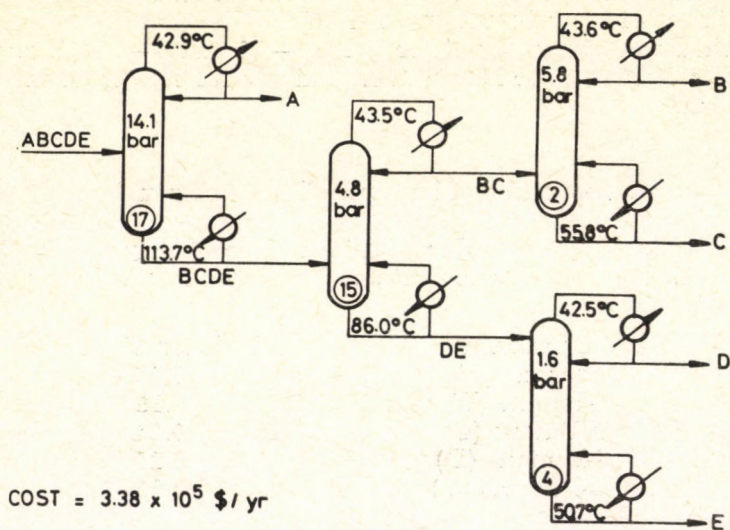 42.9°C
14.1
bar
A
ABCDE
17
113.7°C
BCDE
43.5°C
4.8
bar
BC
15
86.0°C
DE
43.6°C
5.8
bar
B
2
55.8°C
C
42.5°C
1.6
bar
D
4
50.7°C
E
COST = 3.38 x 10⁵ $/yr